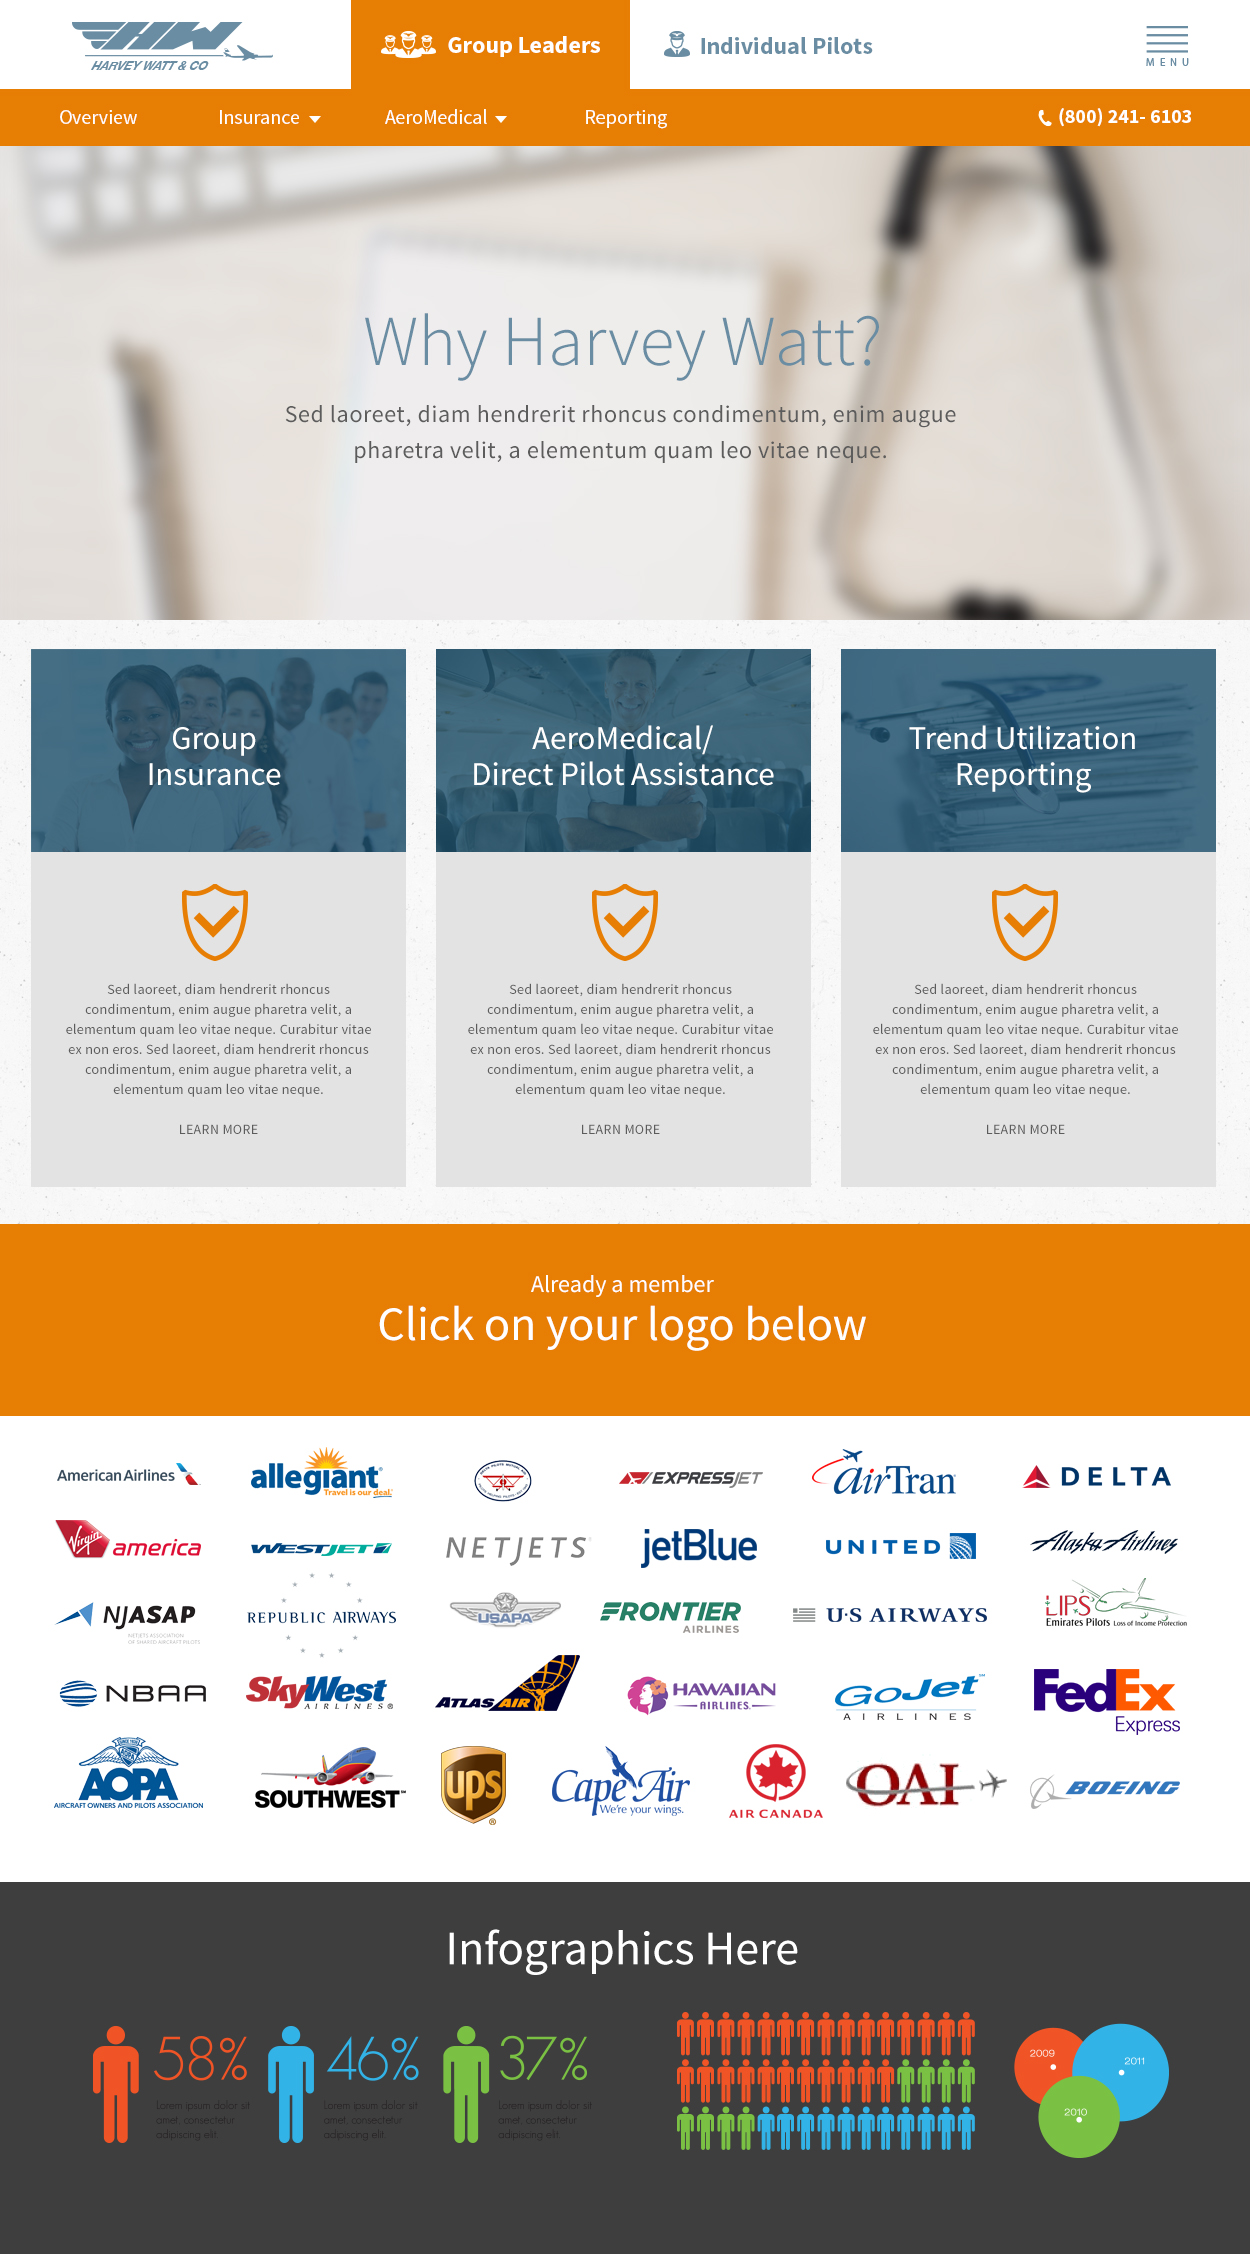 HARVEY WATT & CO
Group Leaders
Individual Pilots
MENU
Overview
Insurance
AeroMedical
Reporting
(800) 241- 6103
Why Harvey Watt?
Sed laoreet, diam hendrerit rhoncus condimentum, enim augue
pharetra velit, a elementum quam leo vitae neque.
Group
Insurance
AeroMedical/
Direct Pilot Assistance
Trend Utilization
Reporting
Sed laoreet, diam hendrerit rhoncus
condimentum, enim augue pharetra velit, a
elementum quam leo vitae neque. Curabitur vitae
ex non eros. Sed laoreet, diam hendrerit rhoncus
condimentum, enim augue pharetra velit, a
elementum quam leo vitae neque.
LEARN MORE
Sed laoreet, diam hendrerit rhoncus
condimentum, enim augue pharetra velit, a
elementum quam leo vitae neque. Curabitur vitae
ex non eros. Sed laoreet, diam hendrerit rhoncus
condimentum, enim augue pharetra velit, a
elementum quam leo vitae neque.
LEARN MORE
Sed laoreet, diam hendrerit rhoncus
condimentum, enim augue pharetra velit, a
elementum quam leo vitae neque. Curabitur vitae
ex non eros. Sed laoreet, diam hendrerit rhoncus
condimentum, enim augue pharetra velit, a
elementum quam leo vitae neque.
LEARN MORE
Already a member
Click on your logo below
American Airlines
allegiant
Travel is our deal.
EXPRESSJET
airTran
DELTA
Virgin america
WESTJET
NETJETS
jetBlue
UNITED
Alaska Airlines
NJASAP
NETJETS ASSOCIATION
OF SHARED AIRCRAFT PILOTS
REPUBLIC AIRWAYS
USAPA
FRONTIER
AIRLINES
U·S AIRWAYS
LIPS
Emirates Pilots Loss of Income Protection
NBAA
SkyWest
AIRLINES®
ATLAS AIR
HAWAIIAN
AIRLINES.
GoJet
AIRLINES
FedEx
Express
AOPA
AIRCRAFT OWNERS AND PILOTS ASSOCIATION
SOUTHWEST™
ups
®
Cape Air
We're your wings.
AIR CANADA
OAI
BOEING
Infographics Here
58%
Lorem ipsum dolor sit
amet, consectetur
adipiscing elit
46%
Lorem ipsum dolor sit
amet, consectetur
adipiscing elit
37%
Lorem ipsum dolor sit
amet, consectetur
adipiscing elit
2009
2011
2010